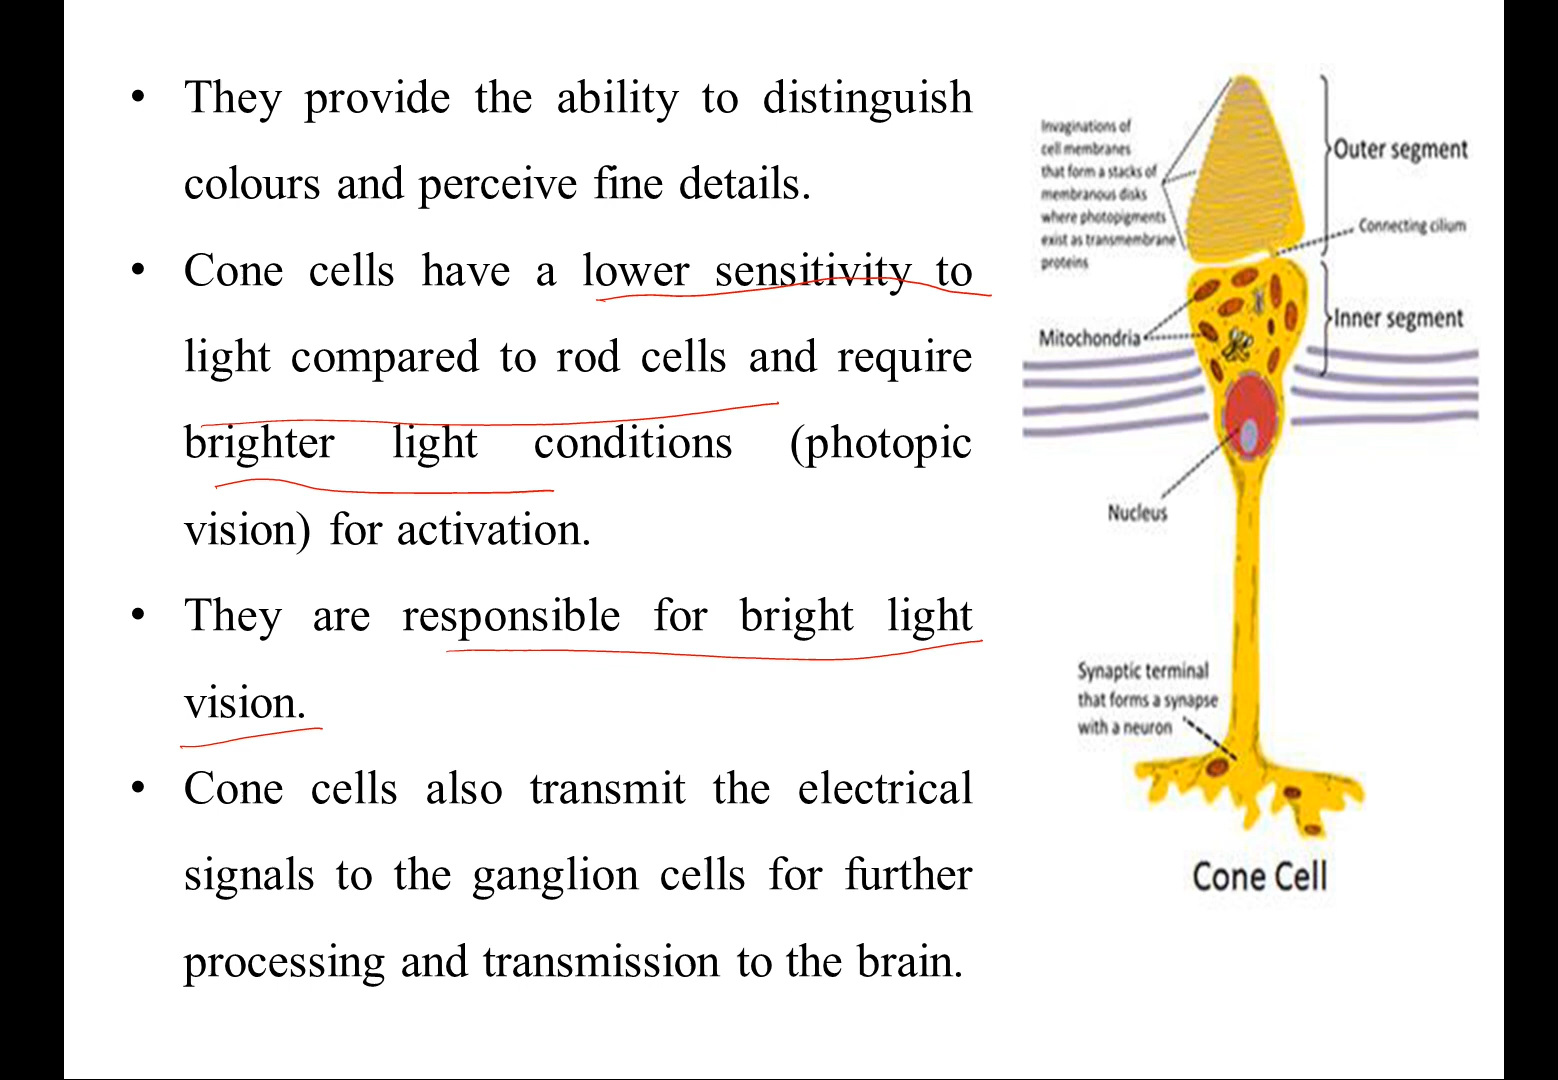 • They provide the ability to distinguish
colours and perceive fine details.
• Cone cells have a lower sensitivity to
light compared to rod cells and require
brighter light conditions (photopic
vision) for activation.
• They are responsible for bright light
vision.
• Cone cells also transmit the electrical
signals to the ganglion cells for further
processing and transmission to the brain.
Invaginations of
cell membranes
that form a stacks of
membranous disks
where photopigments
exist as transmembrane
proteins
Outer segment
Connecting cilium
Inner segment
Mitochondria
Nucleus
Synaptic terminal
that forms a synapse
with a neuron
Cone Cell